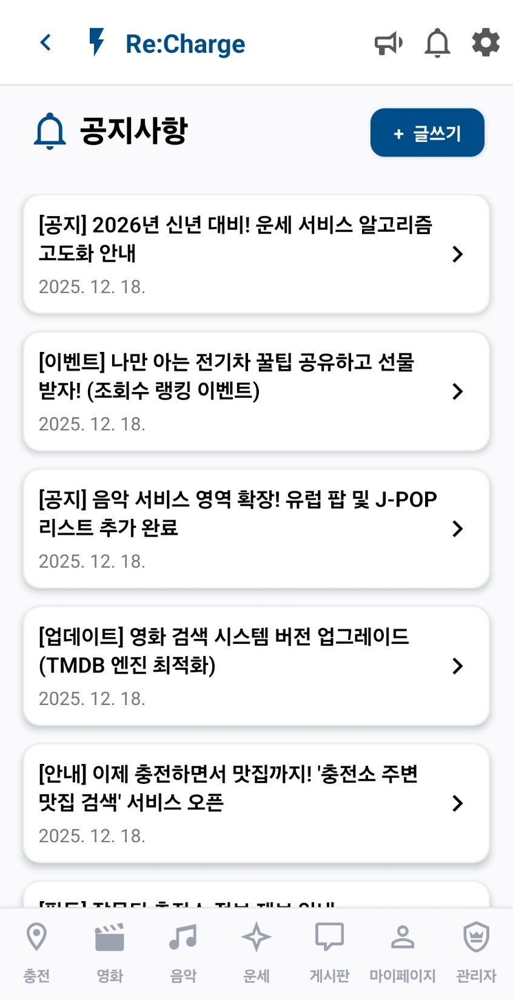 Re:Charge
공지사항
+ 글쓰기
[공지] 2026년 신년 대비! 운세 서비스 알고리즘
고도화 안내
2025. 12. 18.
[이벤트] 나만 아는 전기차 꿀팁 공유하고 선물
받자! (조회수 랭킹 이벤트)
2025. 12. 18.
[공지] 음악 서비스 영역 확장! 유럽 팝 및 J-POP
리스트 추가 완료
2025. 12. 18.
[업데이트] 영화 검색 시스템 버전 업그레이드
(TMDB 엔진 최적화)
2025. 12. 18.
[안내] 이제 충전하면서 맛집까지! '충전소 주변
맛집 검색' 서비스 오픈
2025. 12. 18.
충전 영화 음악 운세 게시판 마이페이지 관리자